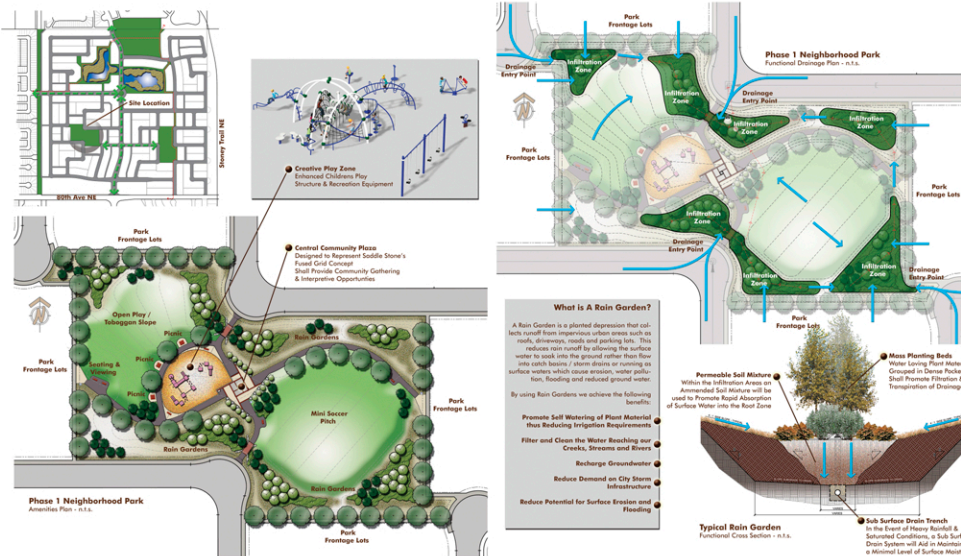 Site Location
Stoney Trail NE
80th Ave NE
Creative Play Zone
Enhanced Childrens Play
Structure & Recreation Equipment
Central Community Plaza
Designed to Represent Saddle Stone's
Fused Grid Concept
Shall Provide Community Gathering
& Interpretive Opportunities
Park
Frontage Lots
N
Open Play /
Toboggan Slope
Picnic
Rain Gardens
Park
Frontage Lots
Seating &
Viewing
Picnic
Picnic
Mini Soccer
Pitch
Park
Frontage Lots
Rain Gardens
Rain Gardens
Phase 1 Neighborhood Park
Amenities Plan - n.t.s.
Park
Frontage Lots
Park
Frontage Lots
Phase 1 Neighborhood Park
Functional Drainage Plan - n.t.s.
Drainage
Entry Point
Infiltration
Zone
Infiltration
Zone
Drainage
Entry Point
N
Infiltration
Zone
Infiltration
Zone
Park
Frontage Lots
Park
Frontage Lots
Infiltration
Zone
Drainage
Entry Point
Infiltration
Zone
Infiltration
Zone
Drainage
Entry Point
Park
Frontage Lots
What is A Rain Garden?
A Rain Garden is a planted depression that col-
lects runoff from impervious urban areas such as
roofs, driveways, roads and parking lots. This
reduces rain runoff by allowing the surface
water to soak into the ground rather than flow
into catch basins / storm drains or running as
surface waters which cause erosion, water pollu-
tion, flooding and reduced ground water.
By using Rain Gardens we achieve the following
benefits:
Promote Self Watering of Plant Material
thus Reducing Irrigation Requirements
Filter and Clean the Water Reaching our
Creeks, Streams and Rivers
Recharge Groundwater
Reduce Demand on City Storm
Infrastructure
Reduce Potential for Surface Erosion and
Flooding
Permeable Soil Mixture
Within the Infiltration Areas an
Ammended Soil Mixture will be
used to Promote Rapid Absorption
of Surface Water into the Root Zone
Mass Planting Beds
Water Loving Plant Mater
Grouped in Dense Pocke
Shall Promote Filtration &
Transpiration of Drainag
Typical Rain Garden
Functional Cross Section - n.t.s.
Sub Surface Drain Trench
In the Event of Heavy Rainfall &
Saturated Conditions, a Sub Surf
Drain System will Aid in Maintain
a Minimal Level of Surface Moist